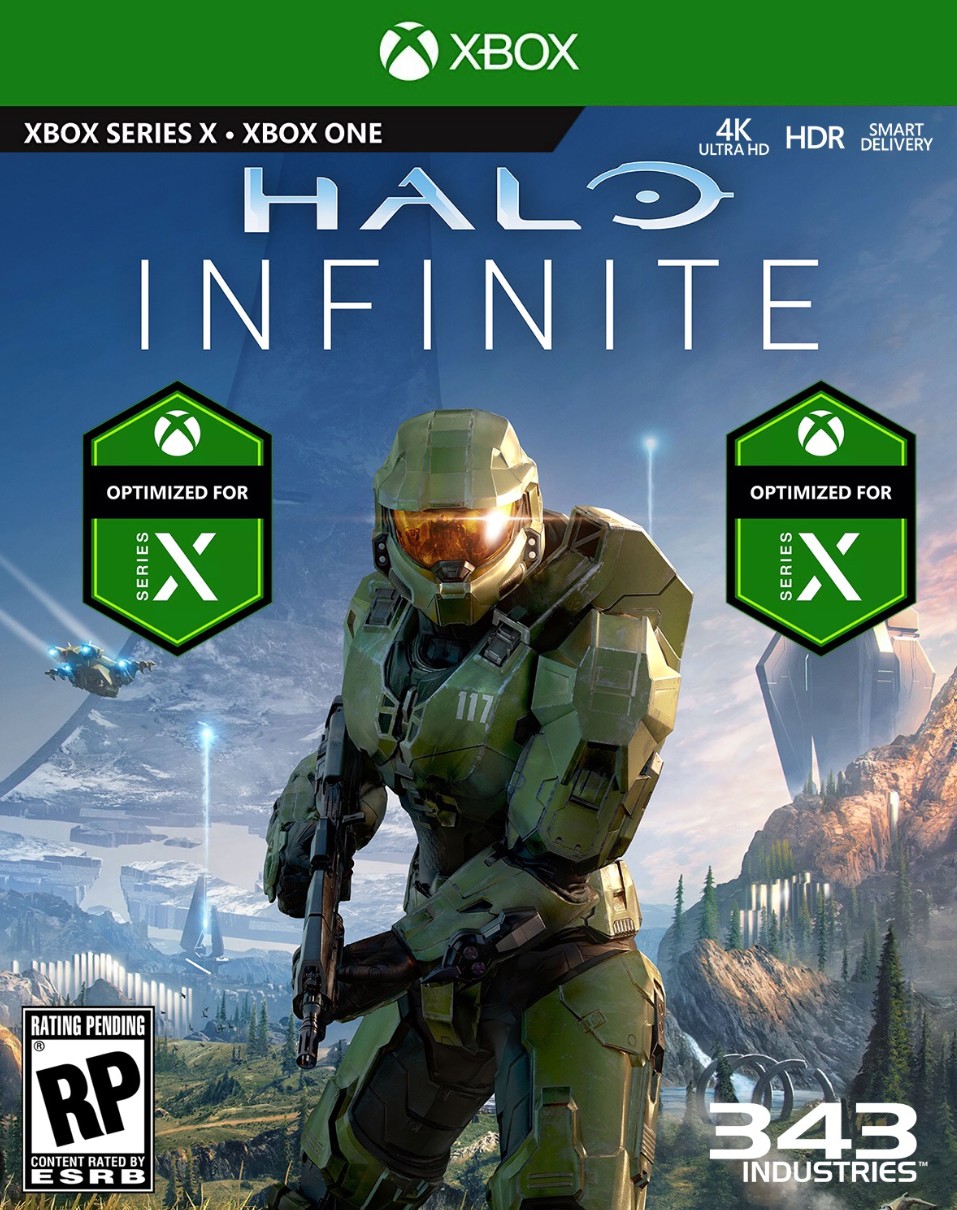 XBOX
XBOX SERIES X • XBOX ONE
4K
ULTRA HD
HDR
SMART
DELIVERY
HALO
INFINITE
OPTIMIZED FOR
SERIES X
OPTIMIZED FOR
SERIES X
117
RATING PENDING
®
RP
CONTENT RATED BY
ESRB
343
INDUSTRIES™